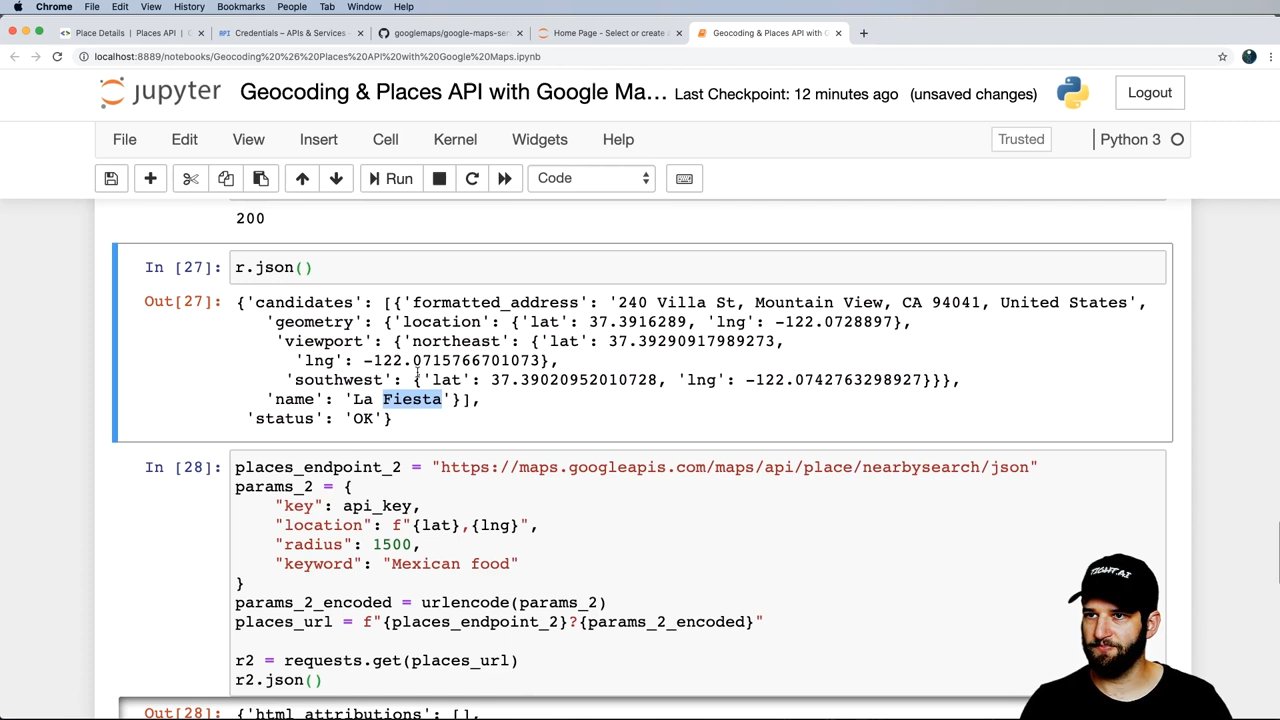 Chrome File Edit View History Bookmarks People Tab Window Help
Place Details | Places API | G
Credentials – APIs & Services
googlemaps/google-maps-ser
Home Page - Select or create a
Geocoding & Places API with G
localhost:8889/notebooks/Geocoding%20%26%20Places%20API%20with%20Google%20Maps.ipynb
jupyter Geocoding & Places API with Google Ma... Last Checkpoint: 12 minutes ago (unsaved changes) Logout
File Edit View Insert Cell Kernel Widgets Help Trusted Python 3
Run Code
200
In [27]: r.json()
Out[27]: {'candidates': [{'formatted_address': '240 Villa St, Mountain View, CA 94041, United States',
'geometry': {'location': {'lat': 37.3916289, 'lng': -122.0728897},
'viewport': {'northeast': {'lat': 37.39290917989273,
'lng': -122.0715766701073},
'southwest': {'lat': 37.39020952010728, 'lng': -122.0742763298927}}},
'name': 'La Fiesta'}],
'status': 'OK'}
In [28]: places_endpoint_2 = "https://maps.googleapis.com/maps/api/place/nearbysearch/json"
params_2 = {
"key": api_key,
"location": f"{lat},{lng}",
"radius": 1500,
"keyword": "Mexican food"
}
params_2_encoded = urlencode(params_2)
places_url = f"{places_endpoint_2}?{params_2_encoded}"
r2 = requests.get(places_url)
r2.json()
Out[28]: {'html_attributions': [],
TIGHT.AI